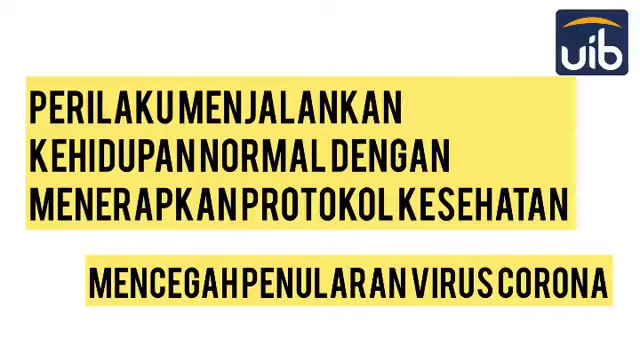 uib
PERILAKU MENJALANKAN
KEHIDUPAN NORMAL DENGAN
MENERAPKAN PROTOKOL KESEHATAN
MENCEGAH PENULARAN VIRUS CORONA